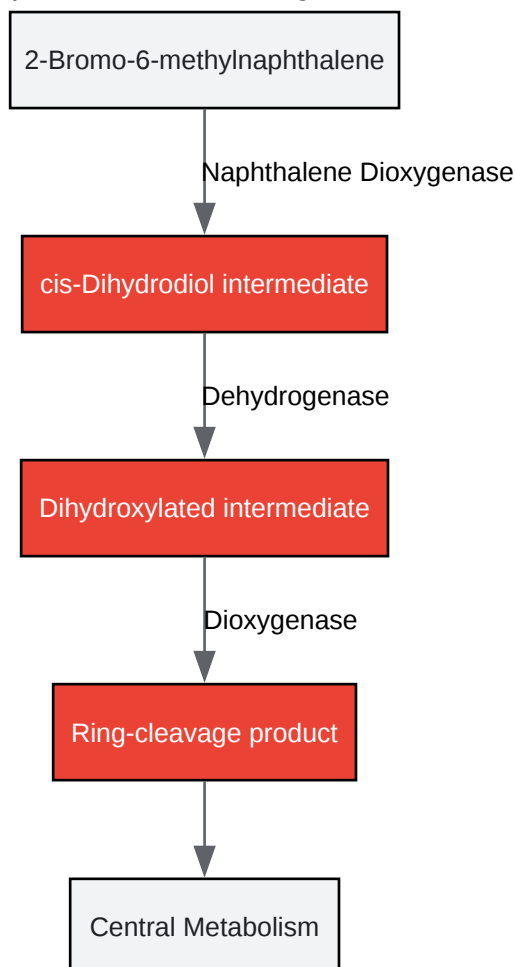 2-Bromo-6-methylnaphthalene
Naphthalene Dioxygenase
cis-Dihydrodiol intermediate
Dehydrogenase
Dihydroxylated intermediate
Dioxygenase
Ring-cleavage product
Central Metabolism